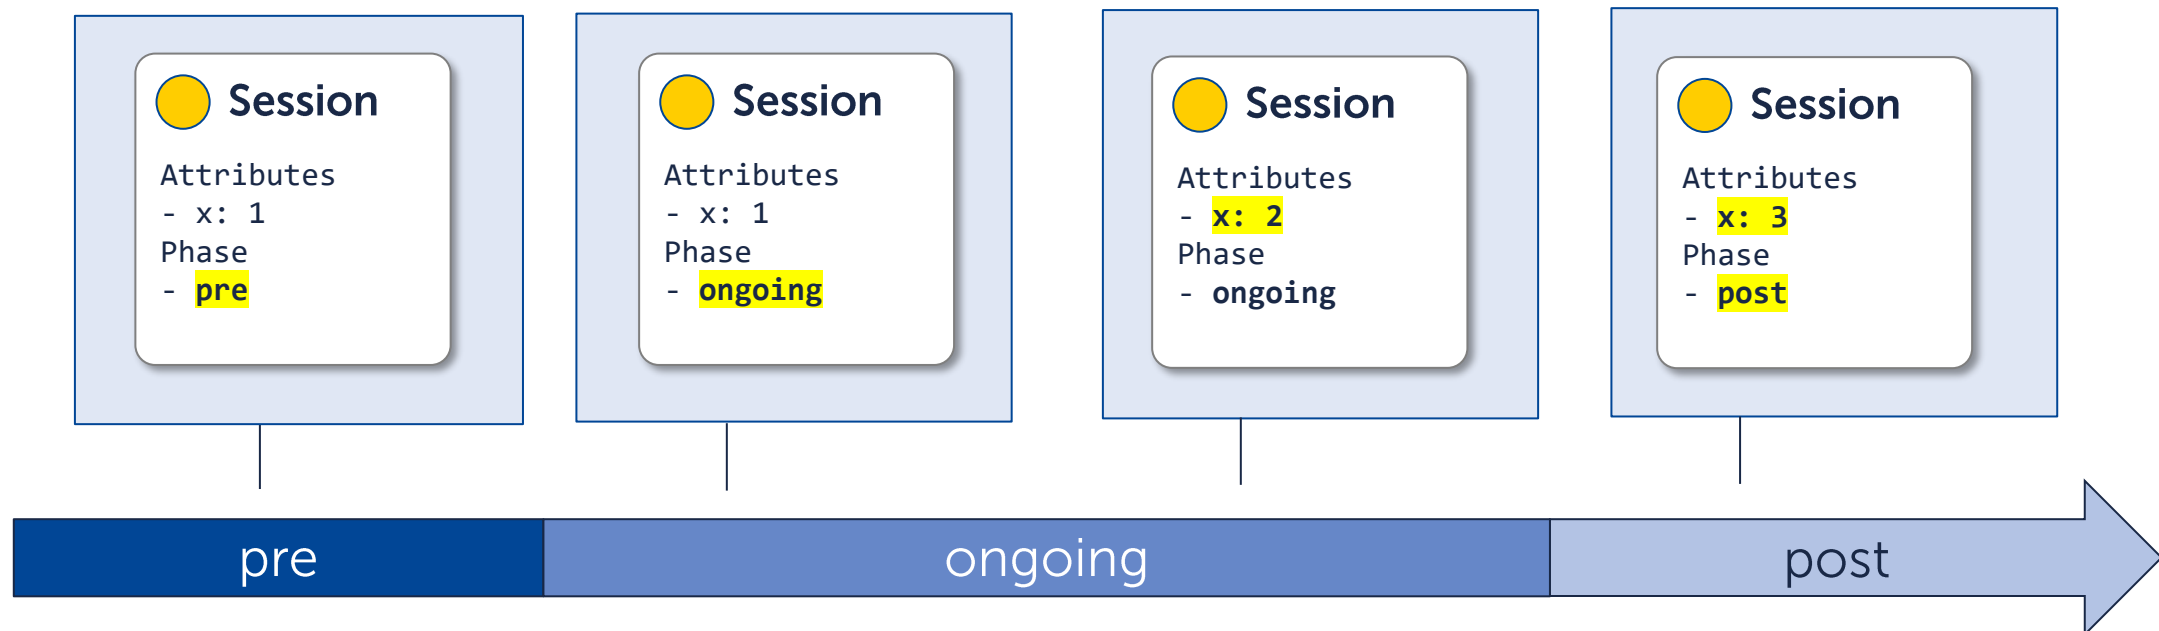 Session
Attributes
- x: 1
Phase
- pre
Session
Attributes
- x: 1
Phase
- ongoing
Session
Attributes
- x: 2
Phase
- ongoing
Session
Attributes
- x: 3
Phase
- post
pre
ongoing
post